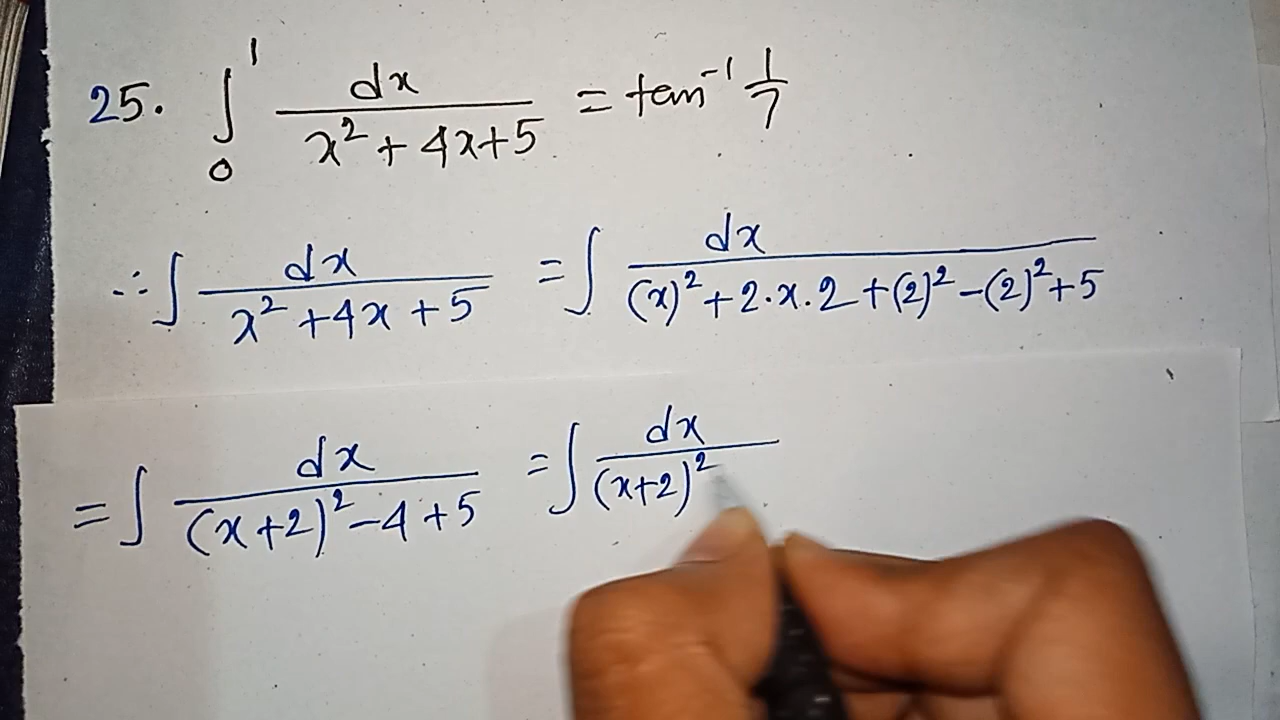 25. ∫₀¹ dx / (x² + 4x + 5) = tan⁻¹ 1/7
∴ ∫ dx / (x² + 4x + 5) = ∫ dx / ((x)² + 2·x·2 + (2)² − (2)² + 5)
= ∫ dx / ((x+2)² − 4 + 5) = ∫ dx / (x+2)²